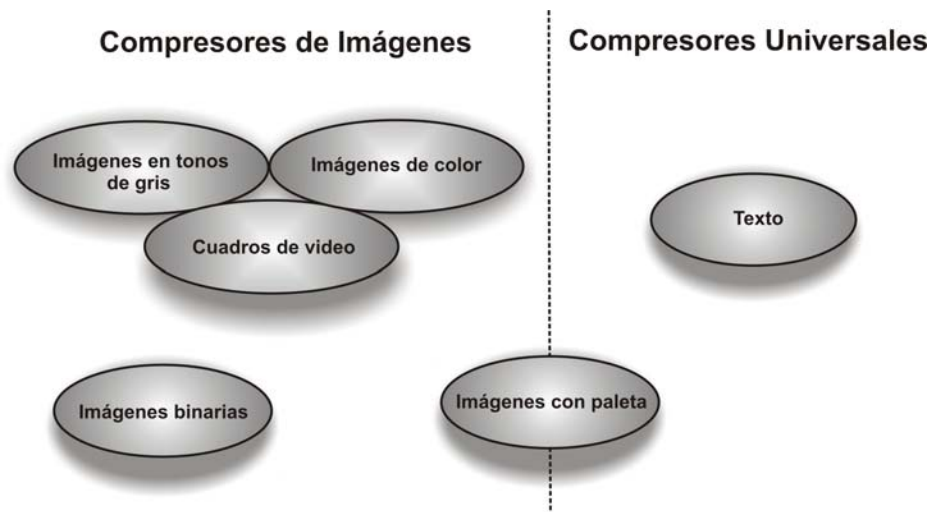 Compresores de Imágenes
Compresores Universales
Imágenes en tonos
de gris
Imágenes de color
Cuadros de video
Texto
Imágenes binarias
Imágenes con paleta